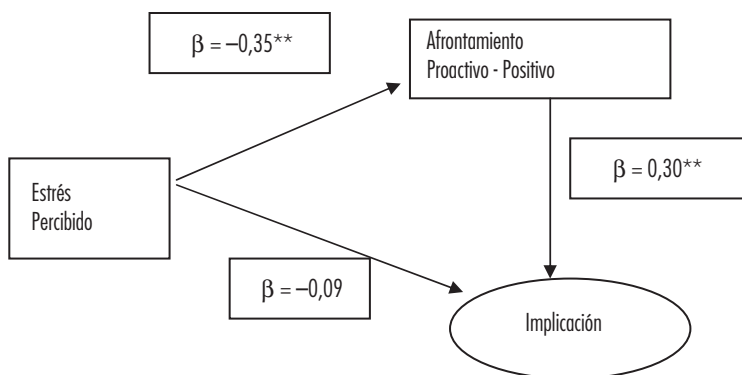 β = –0,35**
Afrontamiento
Proactivo - Positivo
β = 0,30**
Estrés
Percibido
β = –0,09
Implicación